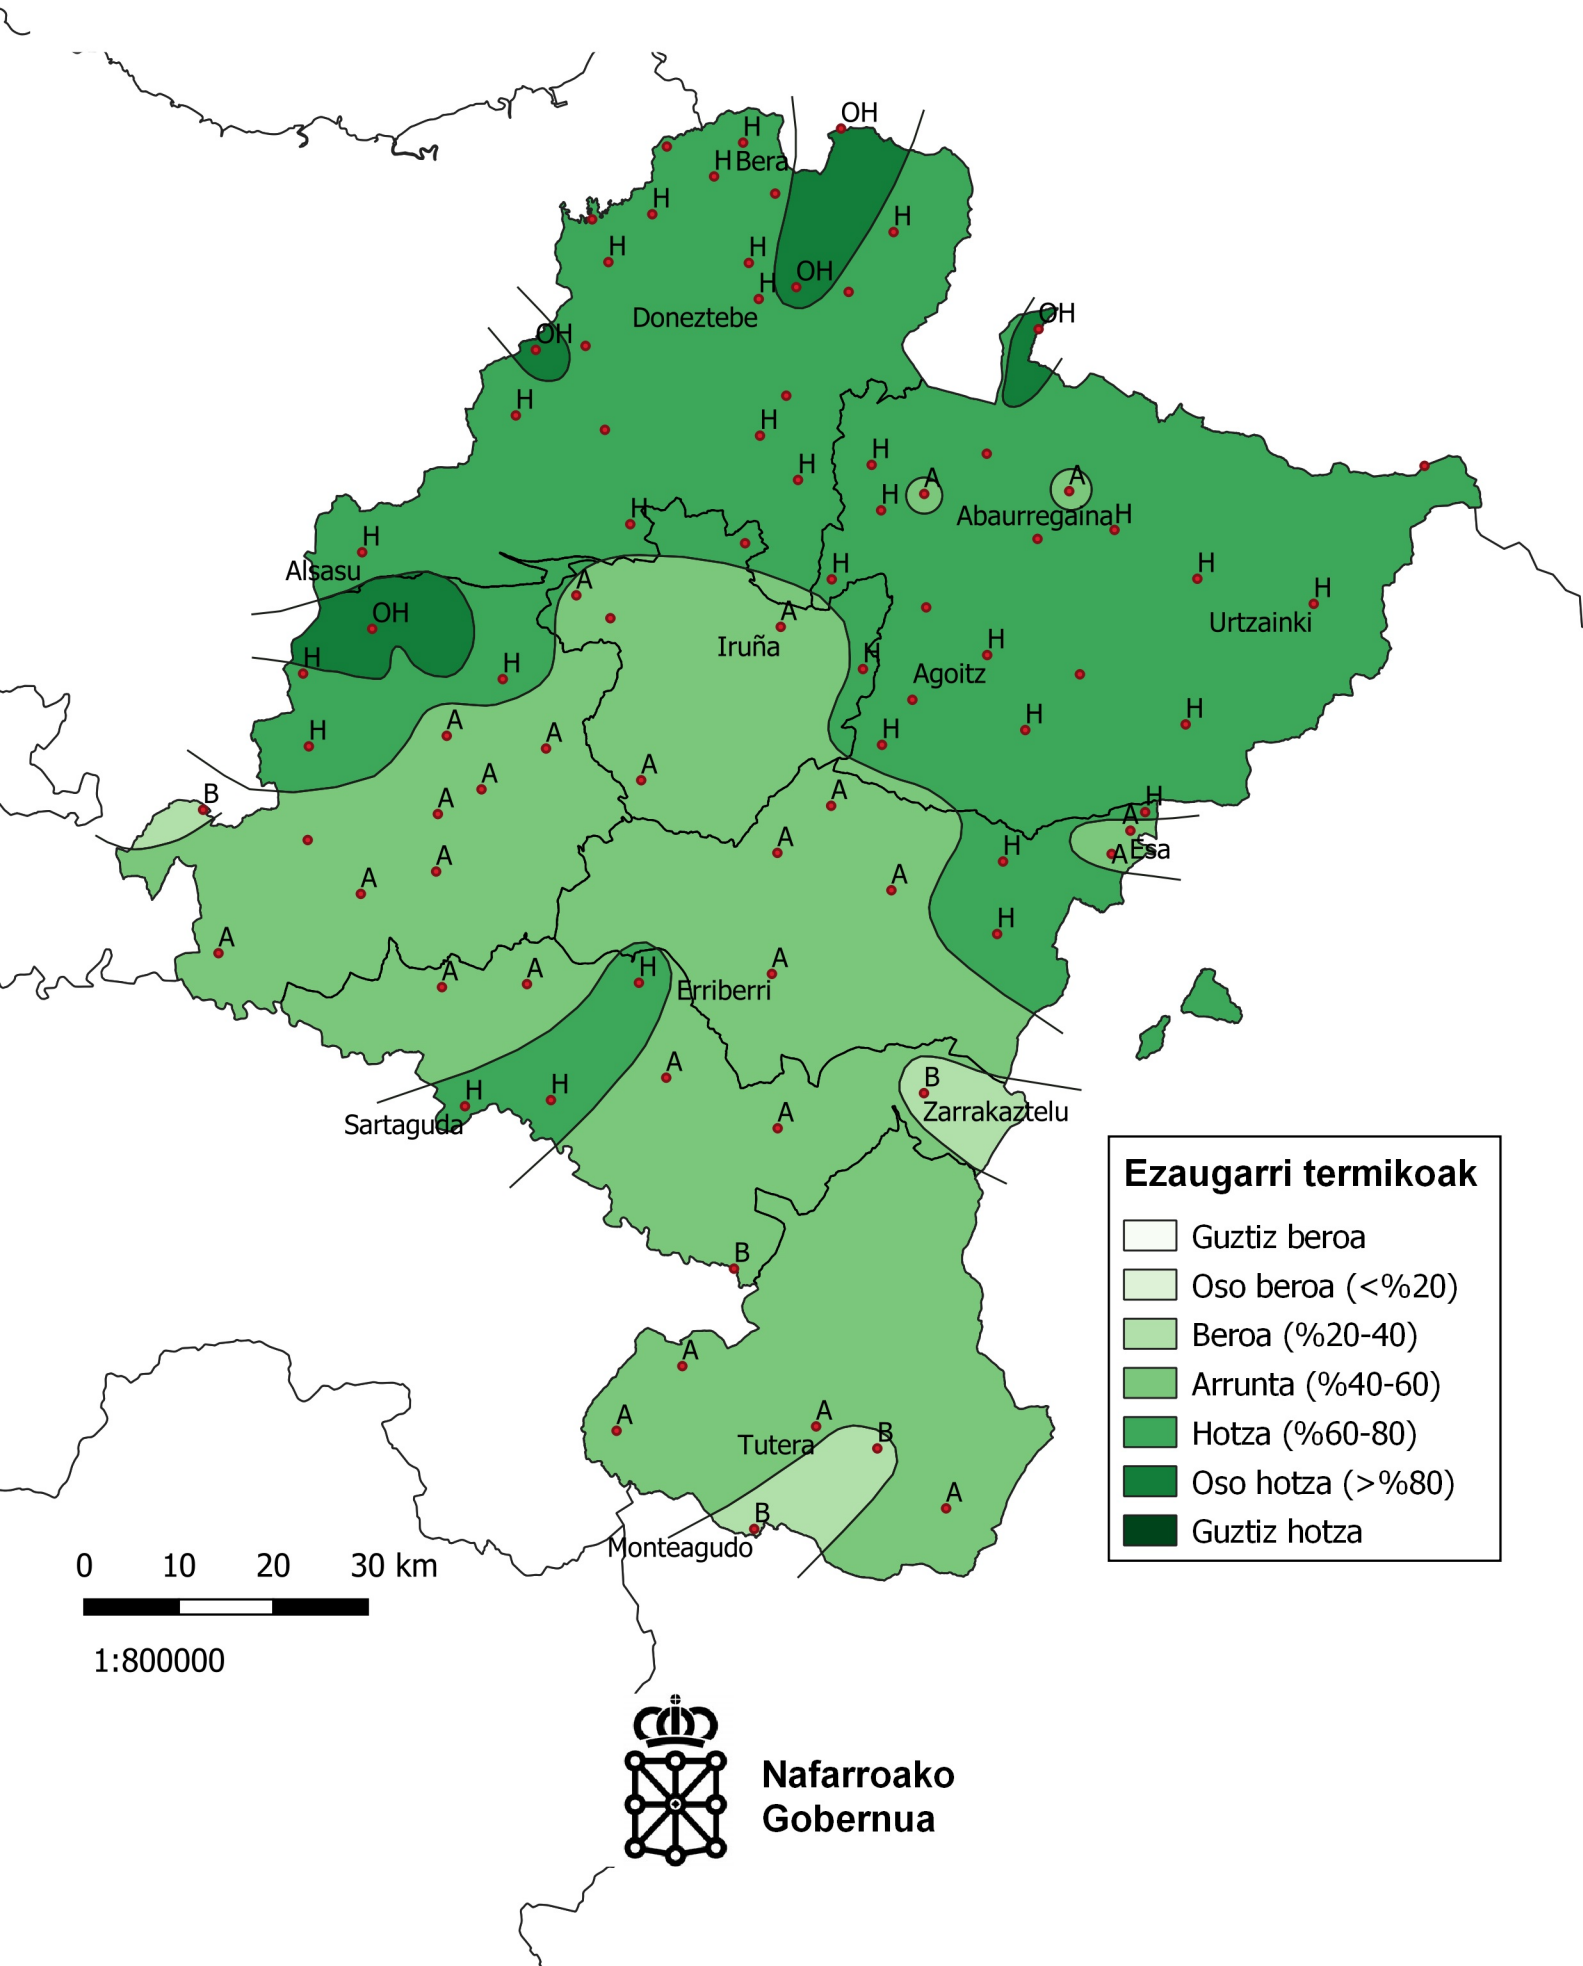 OH
H
H Bera
H
H
H
H
OH
H
H
Doneztebe
OH
OH
H
H
H
H
A
A
H
Abaurregaina H
H
H
Alsasu
A
H
H
H
OH
A
Urtzainki
Iruña
H
H
H
H
Agoitz
A
A
H
H
H
H
A
A
B
A
A
H
A
A
Esa
A
H
A
A
A
A
H
A
A
A
H
A
Erriberri
A
B
H
H
Zarrakaztelu
Sartaguda
A
B
A
A
A
Tutera
B
A
B
Monteagudo
Ezaugarri termikoak
Guztiz beroa
Oso beroa (<%20)
Beroa (%20-40)
Arrunta (%40-60)
Hotza (%60-80)
Oso hotza (>%80)
Guztiz hotza
0 10 20 30 km
1:800000
Nafarroako
Gobernua